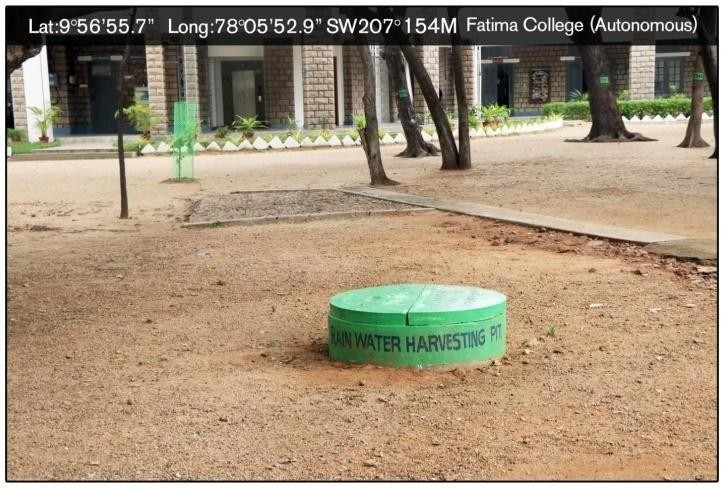 Lat:9°56'55.7" Long:78°05'52.9" SW207° 154M Fatima College (Autonomous)
RAIN WATER HARVESTING PIT